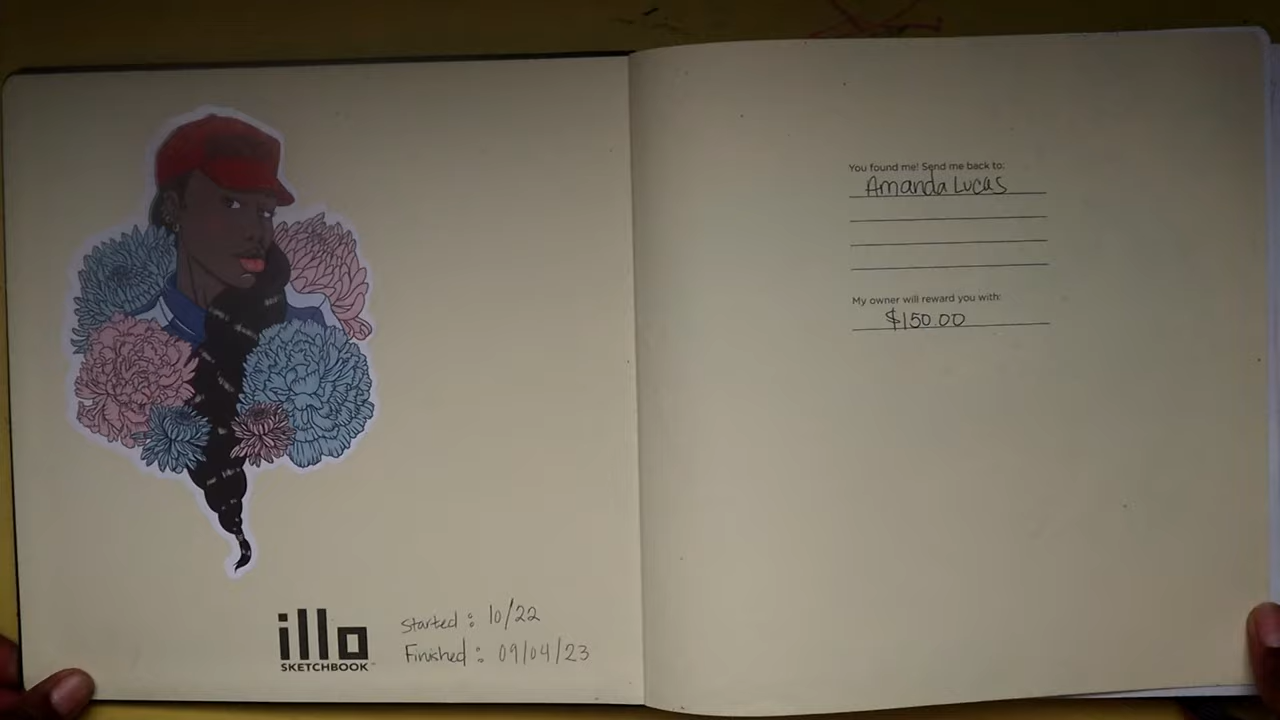 illo
SKETCHBOOK
Started : 10/22
Finished : 09/04/23
You found me! Send me back to:
Amanda Lucas
My owner will reward you with:
$150.00